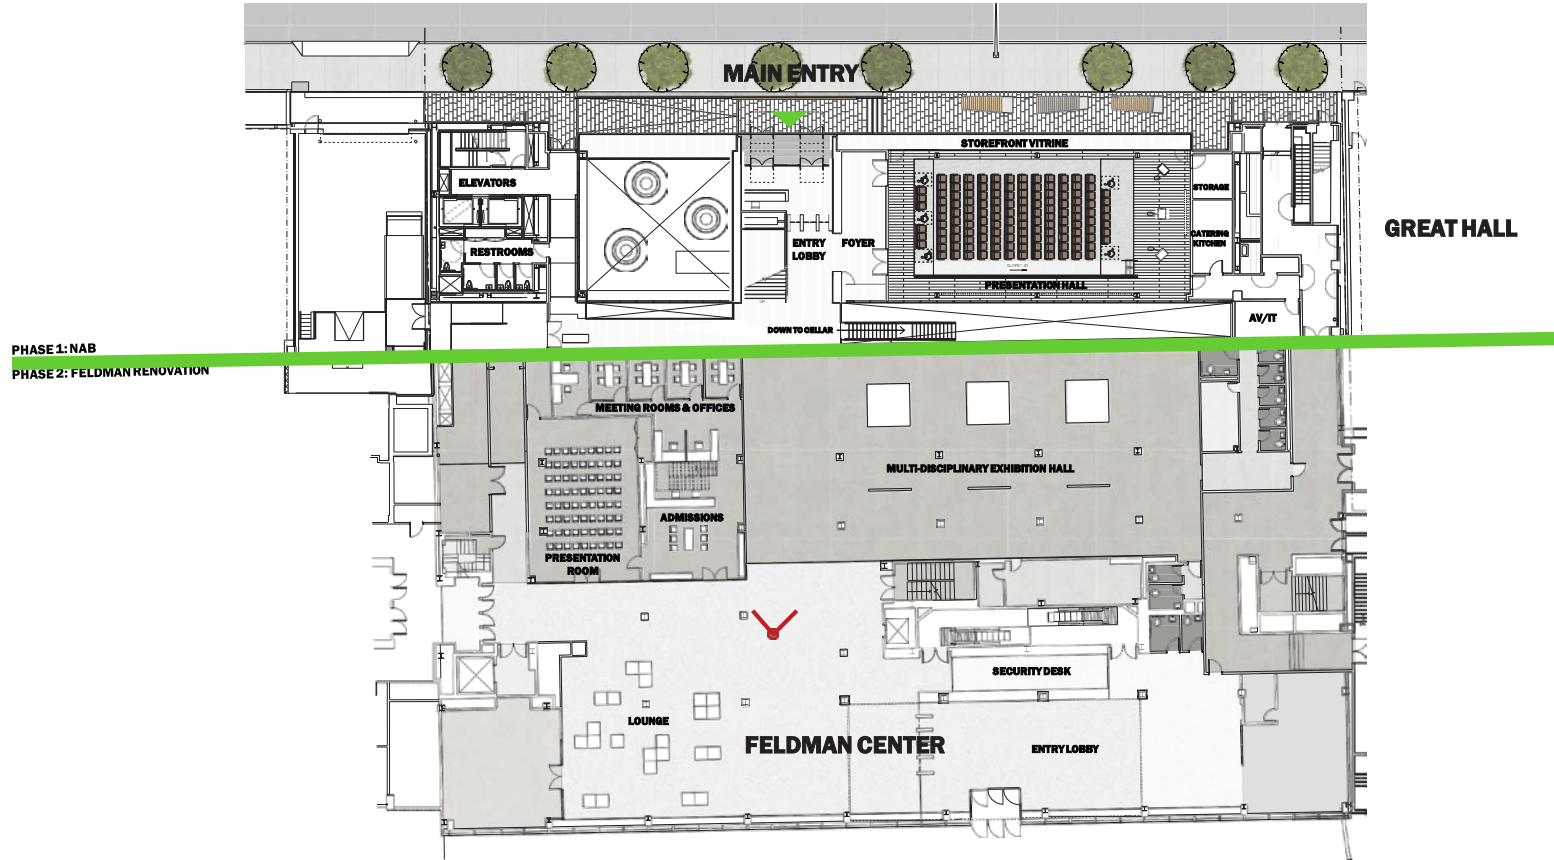 MAIN ENTRY
STOREFRONT VITRINE
ELEVATORS
STORAGE
GREAT HALL
CATERING
KITCHEN
ENTRY
LOBBY
FOYER
RESTROOMS
PRESENTATION HALL
UP
AV/IT
DOWN TO CELLAR
PHASE 1: NAB
PHASE 2: FELDMAN RENOVATION
MEETING ROOMS & OFFICES
MULTI-DISCIPLINARY EXHIBITION HALL
ADMISSIONS
PRESENTATION
ROOM
SECURITY DESK
LOUNGE
FELDMAN CENTER
ENTRY LOBBY